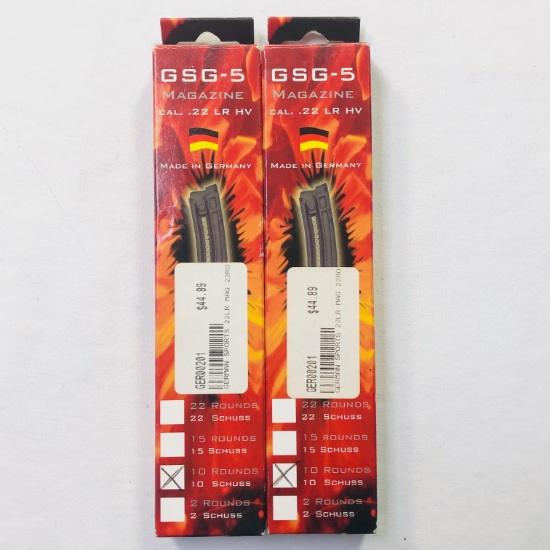 GSG-5
MAGAZINE
CAL. .22 LR HV
MADE IN GERMANY
GER00201
$44.89
GERMAN SPORTS 22LR MAG 22RO
22 ROUNDS
22 SCHUSS
15 ROUNDS
15 SCHUSS
10 ROUNDS
10 SCHUSS
2 ROUNDS
2 SCHUSS
GSG-5
MAGAZINE
CAL. .22 LR HV
MADE IN GERMANY
GER00201
$44.89
GERMAN SPORTS 22LR MAG 22RO
22 ROUNDS
22 SCHUSS
15 ROUNDS
15 SCHUSS
10 ROUNDS
10 SCHUSS
2 ROUNDS
2 SCHUSS